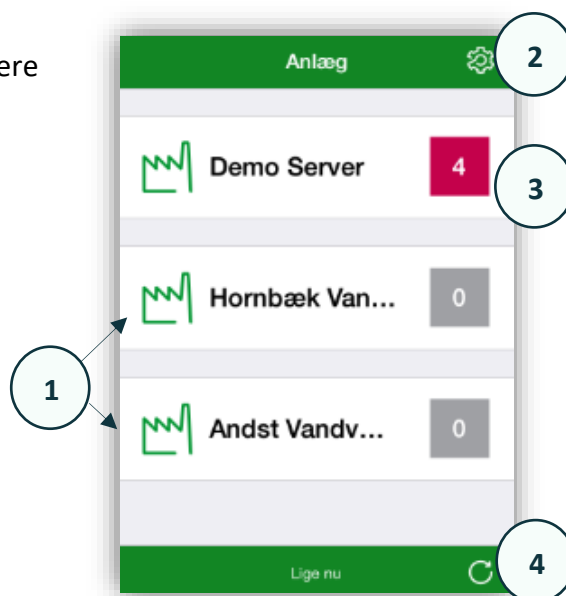 ere
Anlæg
2
Demo Server
4
3
Hornbæk Van...
0
1
Andst Vandv...
0
Lige nu
4